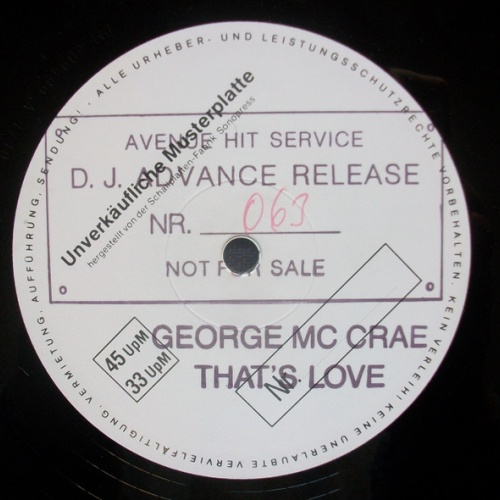 · ALLE URHEBER- UND LEISTUNGSSCHUTZRECHTE VORBEHALTEN. KEIN VERLEIH! KEINE UNERLAUBTE VERVIELFÄLTIGUNG, VERMIETUNG, AUFFÜHRUNG, SENDUNG!
Unverkäufliche Musterplatte
hergestellt von der Schallplatten-Fabrik Sonopress
AVENUE HIT SERVICE
D. J. ADVANCE RELEASE
NR. 063
NOT FOR SALE
45 UpM
33 UpM
GEORGE MC CRAE
THAT'S LOVE
No.